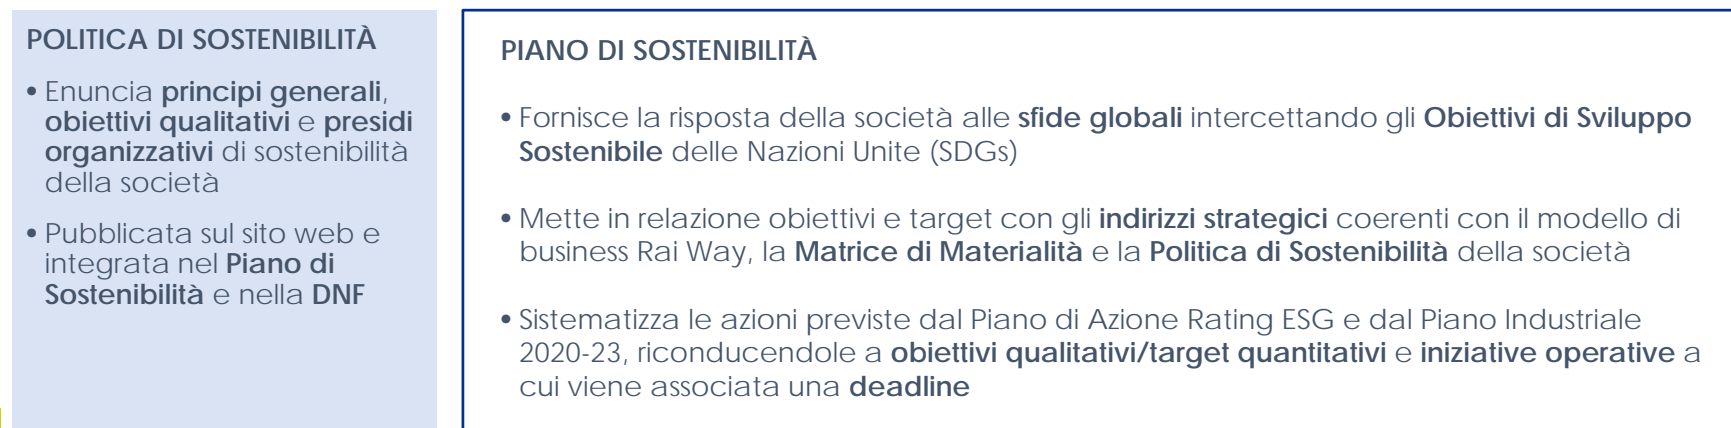 POLITICA DI SOSTENIBILITÀ
• Enuncia principi generali,
obiettivi qualitativi e presidi
organizzativi di sostenibilità
della società
• Pubblicata sul sito web e
integrata nel Piano di
Sostenibilità e nella DNF
PIANO DI SOSTENIBILITÀ
• Fornisce la risposta della società alle sfide globali intercettando gli Obiettivi di Sviluppo
Sostenibile delle Nazioni Unite (SDGs)
• Mette in relazione obiettivi e target con gli indirizzi strategici coerenti con il modello di
business Rai Way, la Matrice di Materialità e la Politica di Sostenibilità della società
• Sistematizza le azioni previste dal Piano di Azione Rating ESG e dal Piano Industriale
2020-23, riconducendole a obiettivi qualitativi/target quantitativi e iniziative operative a
cui viene associata una deadline